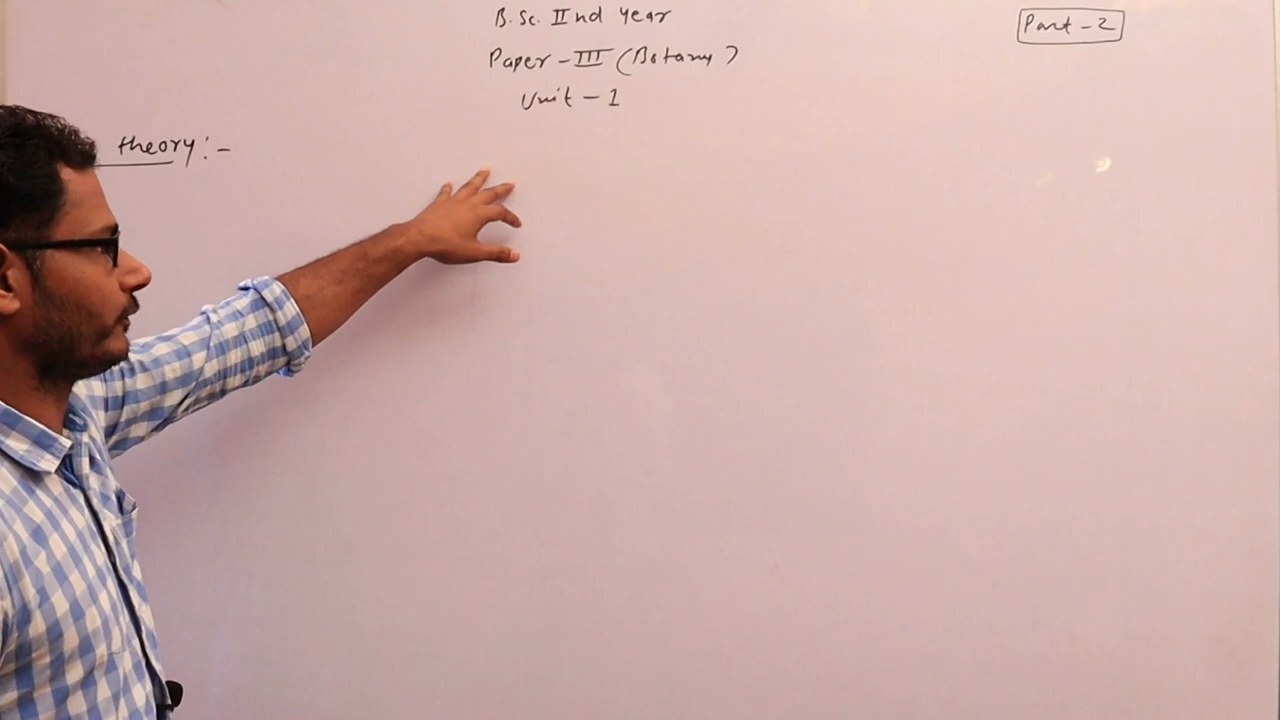 B.Sc. IInd Year
Part-2
Paper-III (Botany)
Unit-1
theory:-